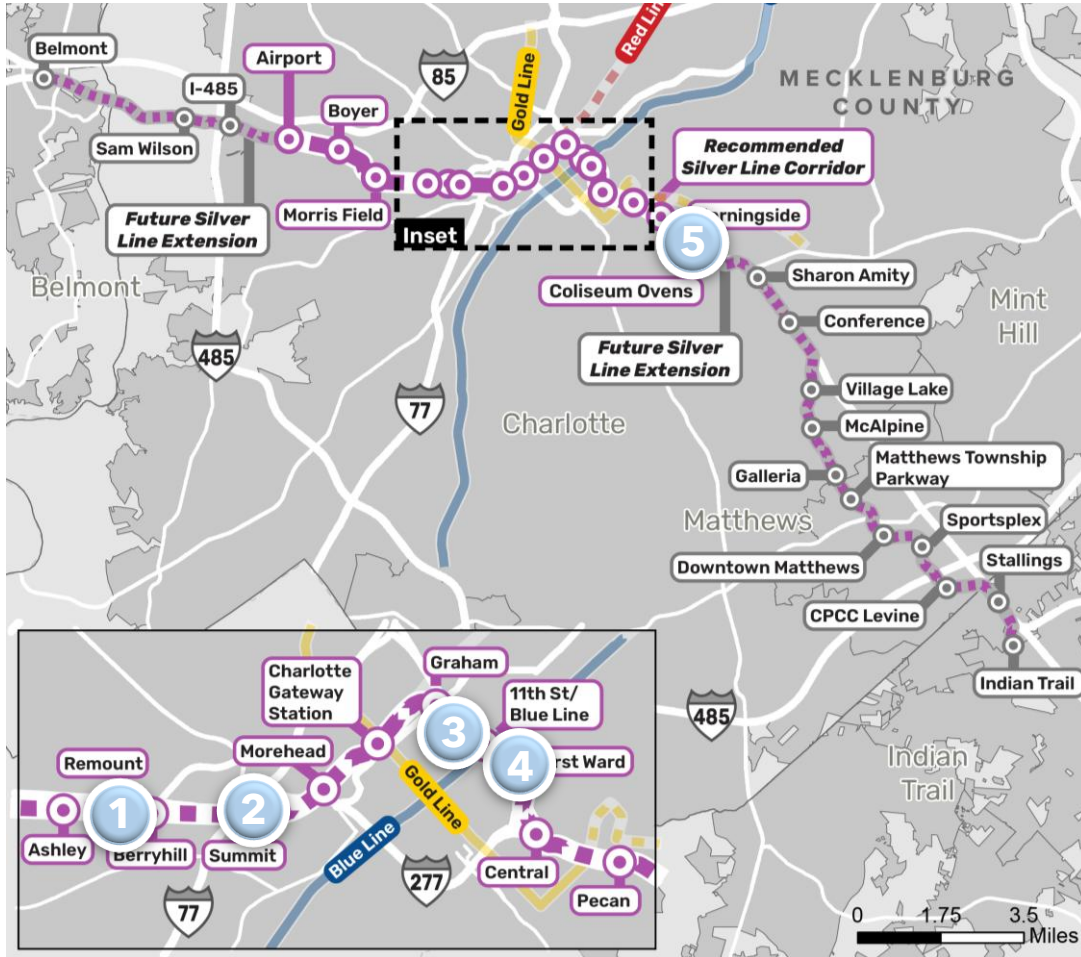 Belmont
Airport
I-485
Boyer
85
Gold Line
Red Lin
MECKLENBURG
COUNTY
Sam Wilson
Morris Field
Recommended
Silver Line Corridor
Future Silver
Line Extension
Inset
5
Belmont
Coliseum Ovens
Sharon Amity
Conference
Mint
Hill
Future Silver
Line Extension
485
77
Charlotte
Village Lake
McAlpine
Matthews Township
Parkway
Galleria
Matthews
Sportsplex
Downtown Matthews
Stallings
CPCC Levine
Indian Trail
485
Indian
Trail
Charlotte
Gateway
Station
Graham
11th St/
Blue Line
Morehead
Remount
3
4
rst Ward
Gold Line
1
2
Ashley
Berryhill
Summit
Blue Line
277
Central
77
Pecan
0 1.75 3.5
Miles